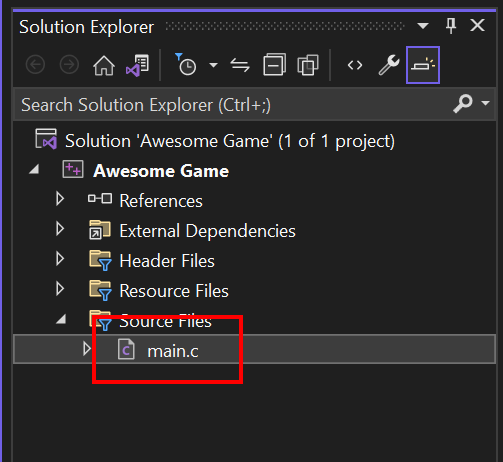 Solution Explorer
Search Solution Explorer (Ctrl+;)
Solution 'Awesome Game' (1 of 1 project)
Awesome Game
References
External Dependencies
Header Files
Resource Files
Source Files
main.c